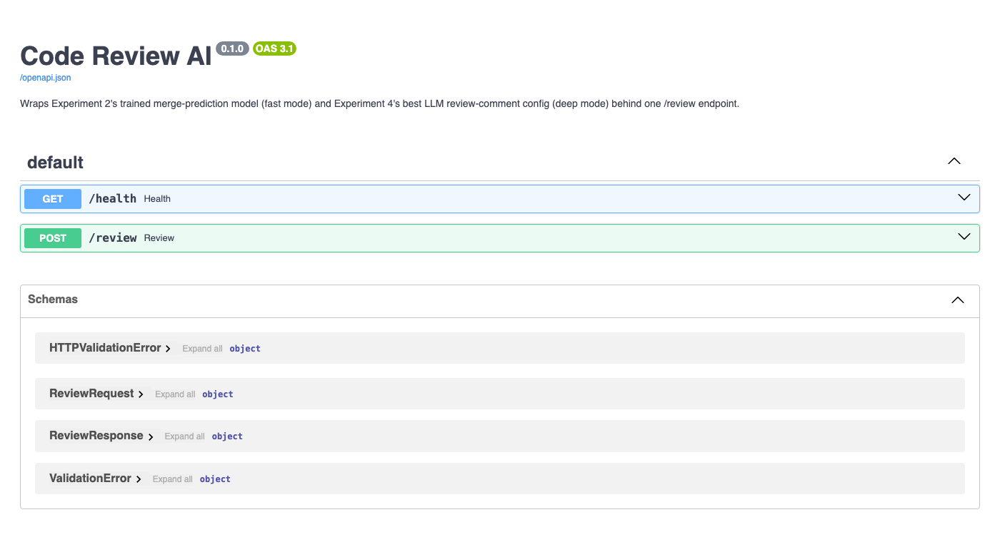 Code Review AI 0.1.0 OAS 3.1
/openapi.json
Wraps Experiment 2's trained merge-prediction model (fast mode) and Experiment 4's best LLM review-comment config (deep mode) behind one /review endpoint.
default
GET /health Health
POST /review Review
Schemas
HTTPValidationError Expand all object
ReviewRequest Expand all object
ReviewResponse Expand all object
ValidationError Expand all object